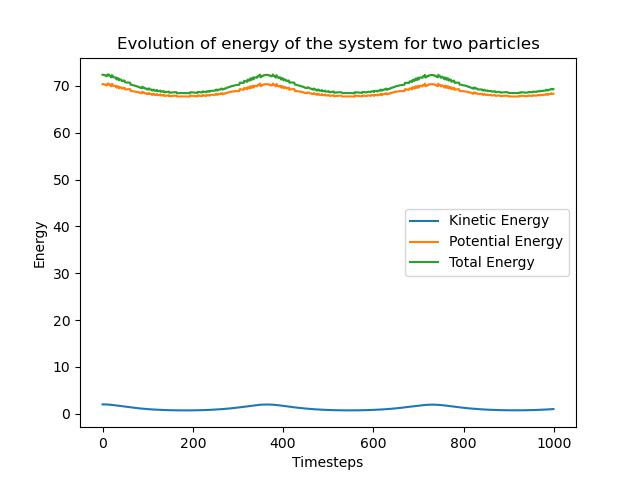 Evolution of energy of the system for two particles
Energy
70
60
50
40
30
20
10
0
Kinetic Energy
Potential Energy
Total Energy
0 200 400 600 800 1000
Timesteps